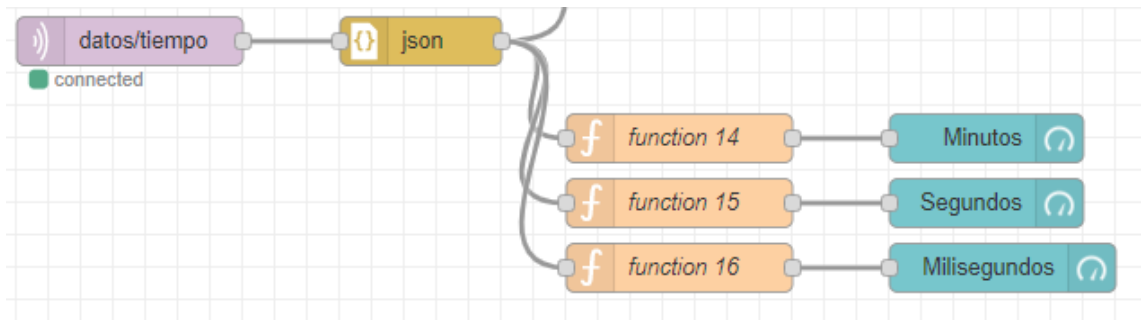 datos/tiempo
json
connected
function 14
Minutos
function 15
Segundos
function 16
Milisegundos